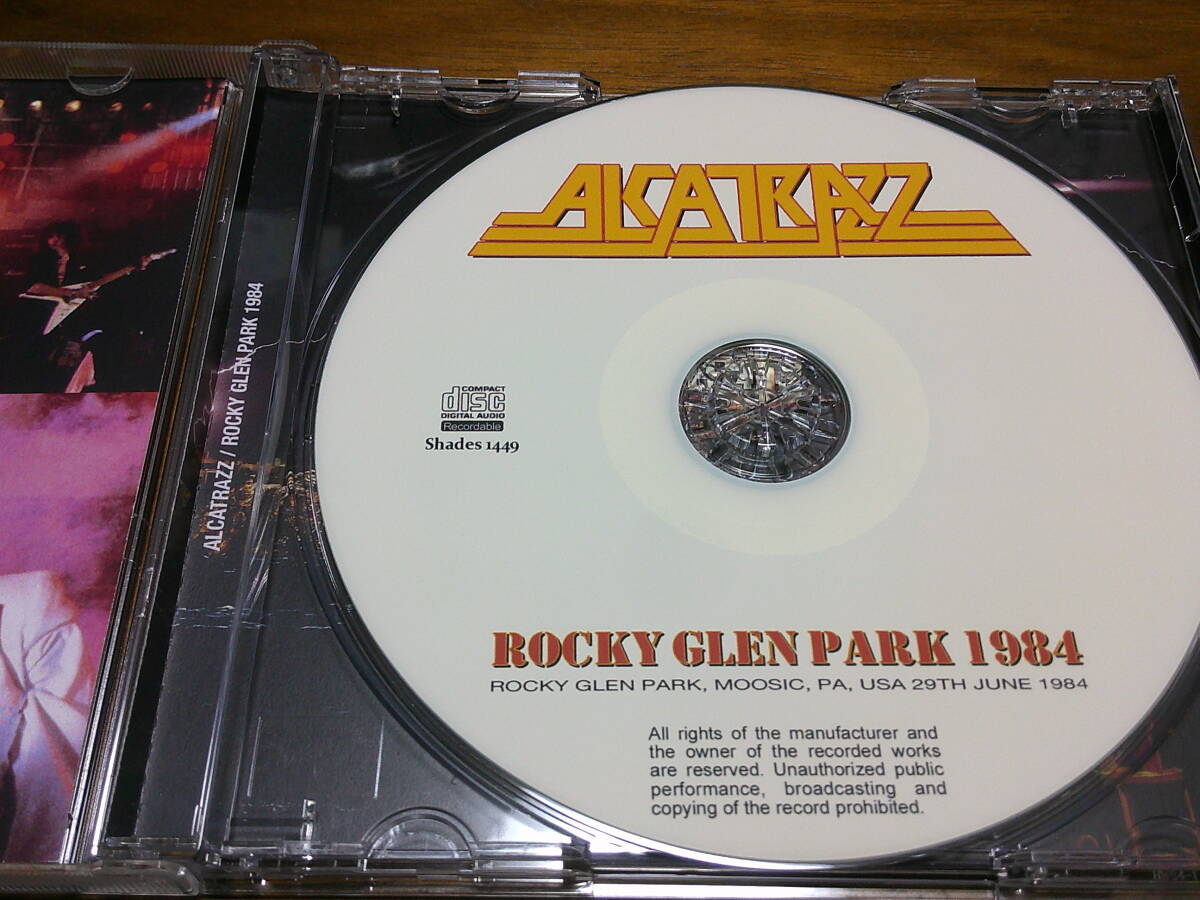 ALCATRAZZ / ROCKY GLEN PARK 1984
ALCATRAZZ
COMPACT
disc
DIGITAL AUDIO
Recordable
Shades 1449
ROCKY GLEN PARK 1984
ROCKY GLEN PARK, MOOSIC, PA, USA 29TH JUNE 1984
All rights of the manufacturer and
the owner of the recorded works
are reserved. Unauthorized public
performance, broadcasting and
copying of the record prohibited.